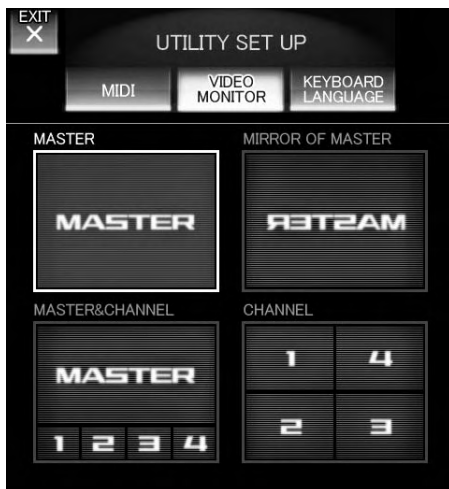 EXIT
×
UTILITY SET UP
MIDI
VIDEO
MONITOR
KEYBOARD
LANGUAGE
MASTER
MIRROR OF MASTER
MASTER
MASTER
MASTER&CHANNEL
CHANNEL
MASTER
1 2 3 4
1 4
2 3